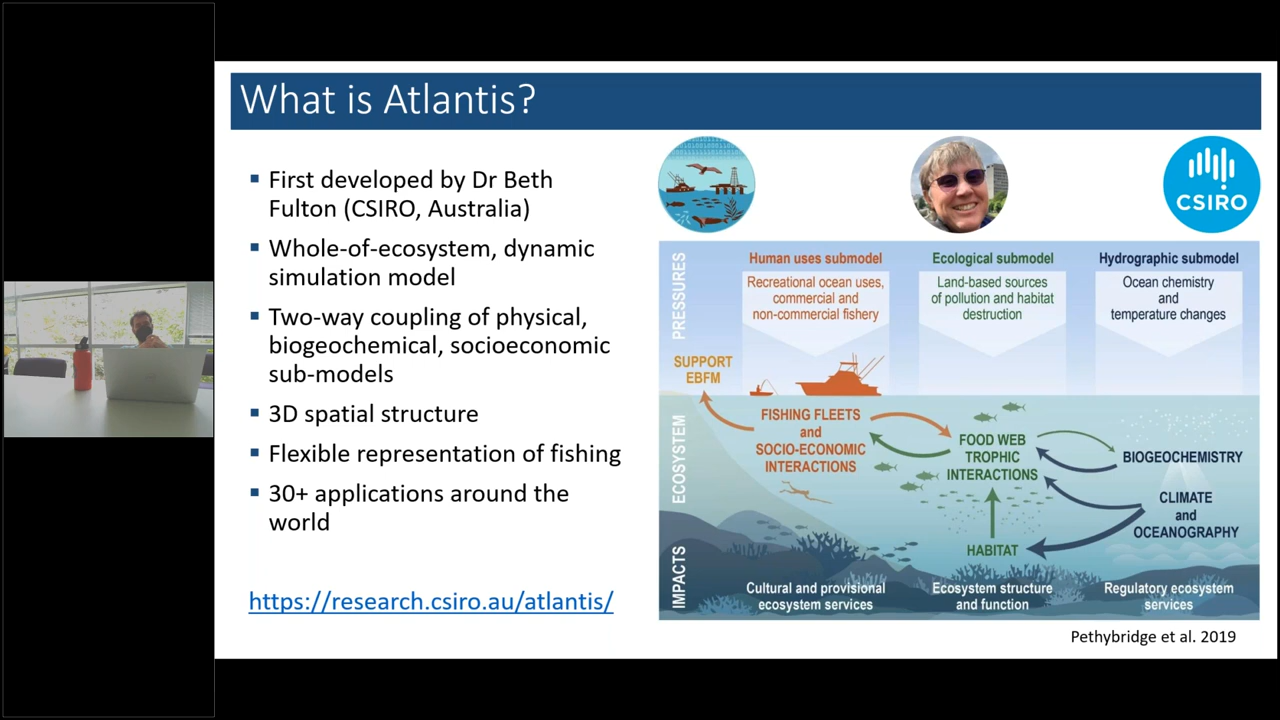 What is Atlantis?
First developed by Dr Beth
Fulton (CSIRO, Australia)
Whole-of-ecosystem, dynamic
simulation model
Two-way coupling of physical,
biogeochemical, socioeconomic
sub-models
3D spatial structure
Flexible representation of fishing
30+ applications around the
world
https://research.csiro.au/atlantis/
CSIRO
PRESSURES
Human uses submodel
Recreational ocean uses,
commercial and
non-commercial fishery
Ecological submodel
Land-based sources
of pollution and habitat
destruction
Hydrographic submodel
Ocean chemistry
and
temperature changes
SUPPORT
EBFM
ECOSYSTEM
FISHING FLEETS
and
SOCIO-ECONOMIC
INTERACTIONS
FOOD WEB
TROPHIC
INTERACTIONS
BIOGEOCHEMISTRY
CLIMATE
and
OCEANOGRAPHY
HABITAT
IMPACTS
Cultural and provisional
ecosystem services
Ecosystem structure
and function
Regulatory ecosystem
services
Pethybridge et al. 2019